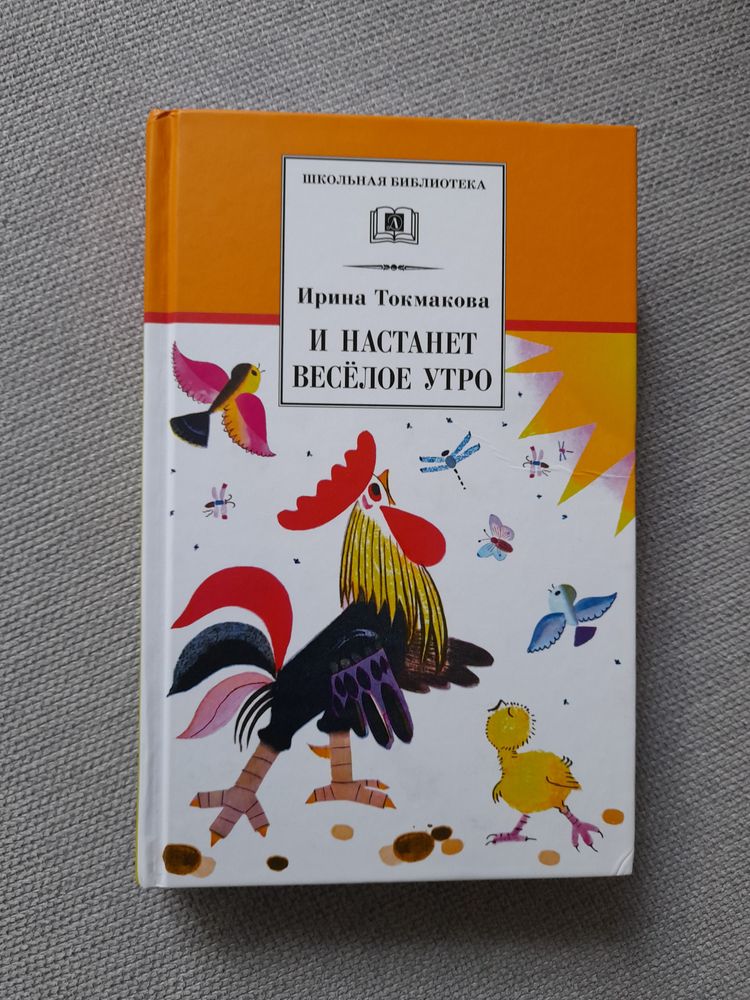 ШКОЛЬНАЯ БИБЛИОТЕКА
Ирина Токмакова
И НАСТАНЕТ
ВЕСЁЛОЕ УТРО